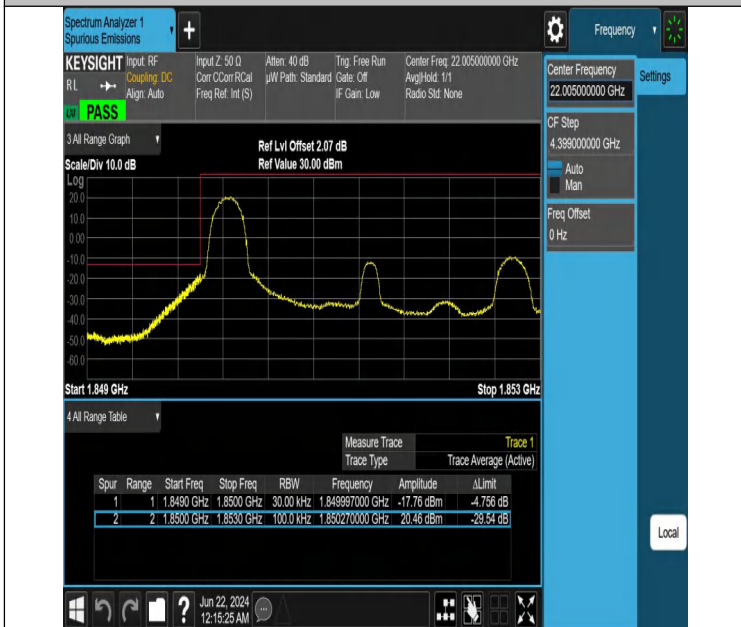 Spectrum Analyzer 1
Spurious Emissions
+
Frequency
KEYSIGHT
RL
Input: RF
Coupling: DC
Align: Auto
Input Z: 50 Ω
Corr CCorr RCal
Freq Ref: Int (S)
Atten: 40 dB
µW Path: Standard
Trig: Free Run
Gate: Off
IF Gain: Low
Center Freq: 22.005000000 GHz
Avg|Hold: 1/1
Radio Std: None
PASS
Center Frequency
22.005000000 GHz
Settings
CF Step
4.399000000 GHz
Auto
Man
Freq Offset
0 Hz
3 All Range Graph
Scale/Div 10.0 dB
Ref Lvl Offset 2.07 dB
Ref Value 30.00 dBm
Log
20.0
10.0
0.00
-10.0
-20.0
-30.0
-40.0
-50.0
-60.0
Start 1.849 GHz
Stop 1.853 GHz
4 All Range Table
Measure Trace Trace 1
Trace Type Trace Average (Active)
Spur Range Start Freq Stop Freq RBW Frequency Amplitude ΔLimit
1 1 1.8490 GHz 1.8500 GHz 30.00 kHz 1.849997000 GHz -17.76 dBm -4.756 dB
2 2 1.8500 GHz 1.8530 GHz 100.0 kHz 1.850270000 GHz 20.46 dBm -29.54 dB
Local
?
Jun 22, 2024
12:15:25 AM